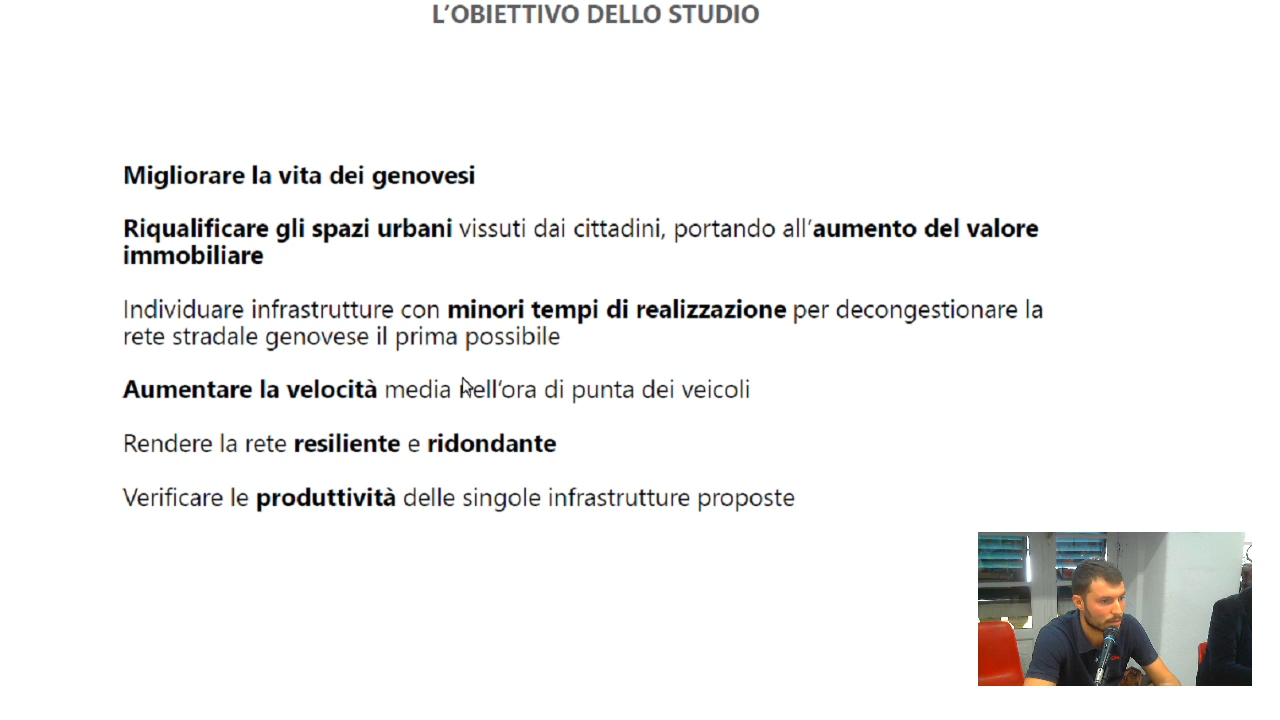 L'OBIETTIVO DELLO STUDIO
Migliorare la vita dei genovesi
Riqualificare gli spazi urbani vissuti dai cittadini, portando all'aumento del valore
immobiliare
Individuare infrastrutture con minori tempi di realizzazione per decongestionare la
rete stradale genovese il prima possibile
Aumentare la velocità media nell'ora di punta dei veicoli
Rendere la rete resiliente e ridondante
Verificare le produttività delle singole infrastrutture proposte